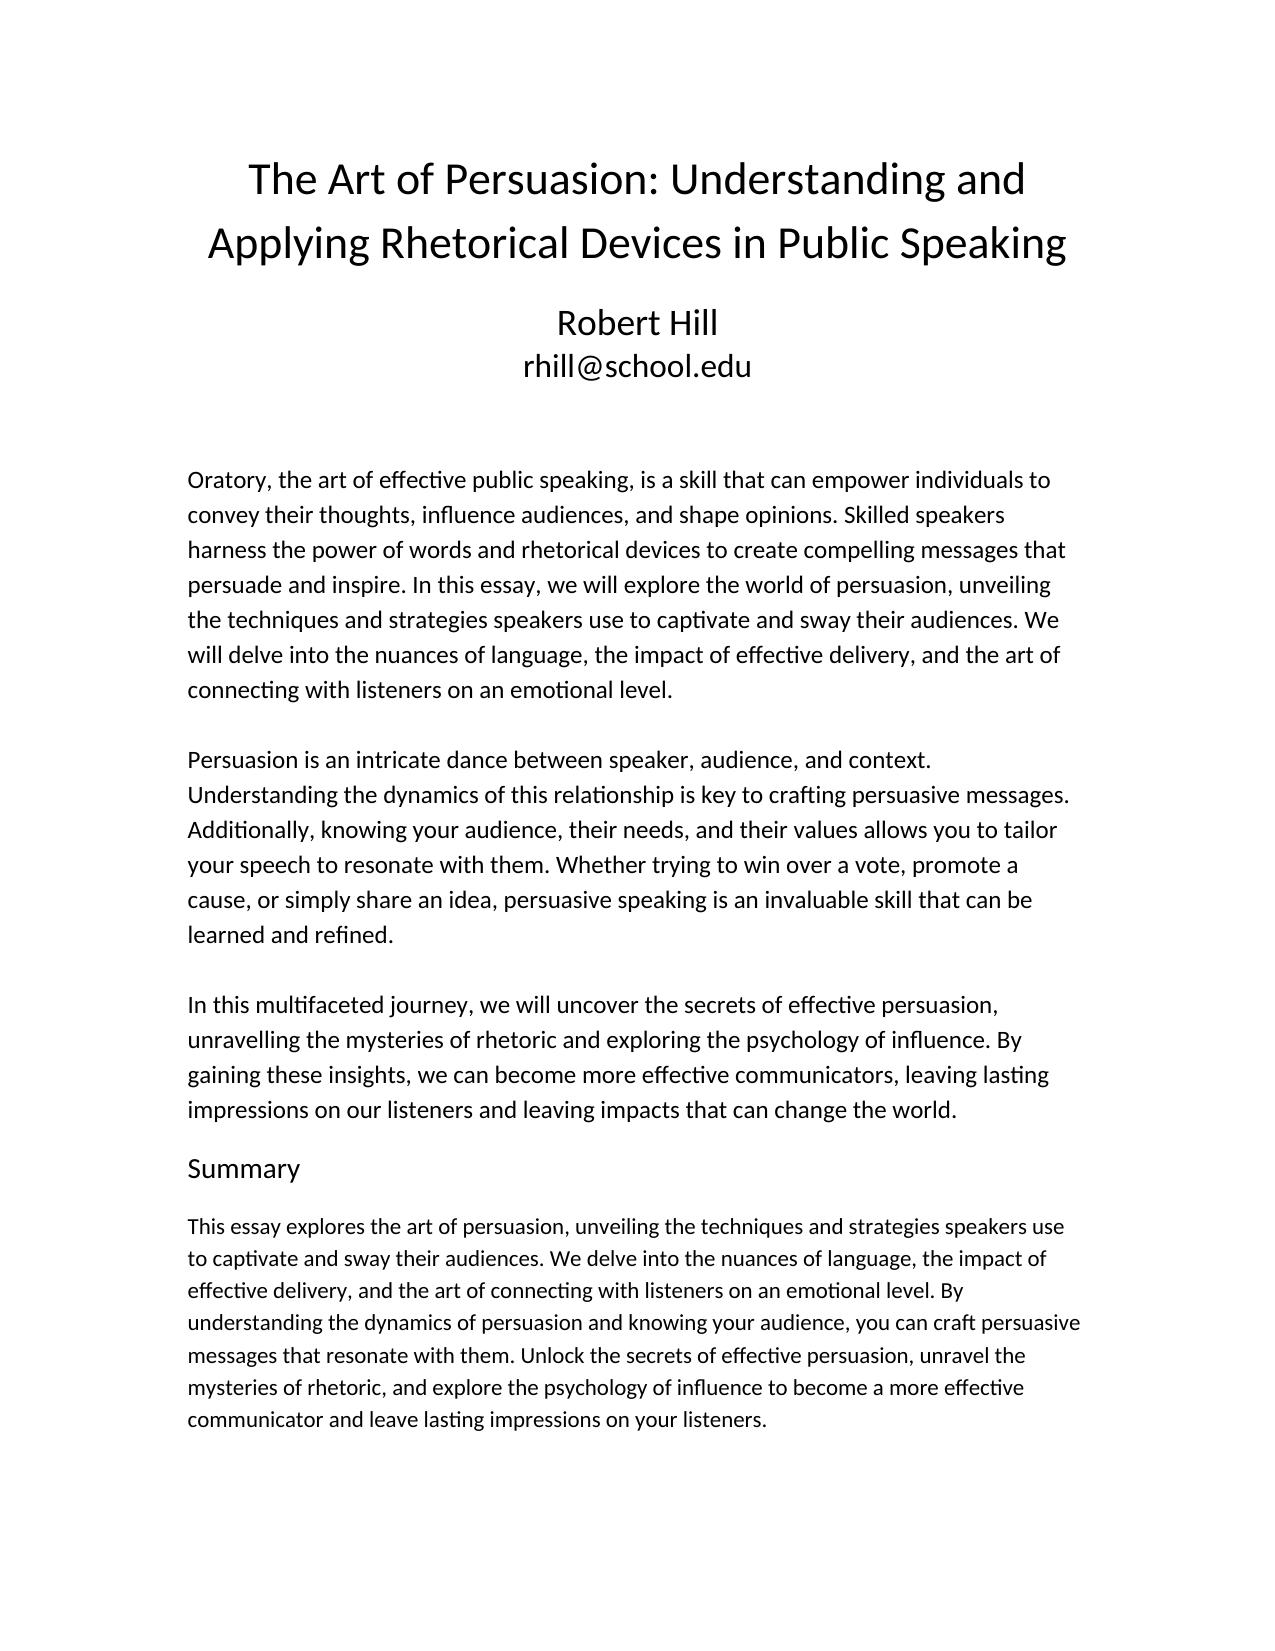 The Art of Persuasion: Understanding and
Applying Rhetorical Devices in Public Speaking
Robert Hill
rhill@school.edu
Oratory, the art of effective public speaking, is a skill that can empower individuals to
convey their thoughts, influence audiences, and shape opinions. Skilled speakers
harness the power of words and rhetorical devices to create compelling messages that
persuade and inspire. In this essay, we will explore the world of persuasion, unveiling
the techniques and strategies speakers use to captivate and sway their audiences. We
will delve into the nuances of language, the impact of effective delivery, and the art of
connecting with listeners on an emotional level.
Persuasion is an intricate dance between speaker, audience, and context.
Understanding the dynamics of this relationship is key to crafting persuasive messages.
Additionally, knowing your audience, their needs, and their values allows you to tailor
your speech to resonate with them. Whether trying to win over a vote, promote a
cause, or simply share an idea, persuasive speaking is an invaluable skill that can be
learned and refined.
In this multifaceted journey, we will uncover the secrets of effective persuasion,
unravelling the mysteries of rhetoric and exploring the psychology of influence. By
gaining these insights, we can become more effective communicators, leaving lasting
impressions on our listeners and leaving impacts that can change the world.
Summary
This essay explores the art of persuasion, unveiling the techniques and strategies speakers use
to captivate and sway their audiences. We delve into the nuances of language, the impact of
effective delivery, and the art of connecting with listeners on an emotional level. By
understanding the dynamics of persuasion and knowing your audience, you can craft persuasive
messages that resonate with them. Unlock the secrets of effective persuasion, unravel the
mysteries of rhetoric, and explore the psychology of influence to become a more effective
communicator and leave lasting impressions on your listeners.